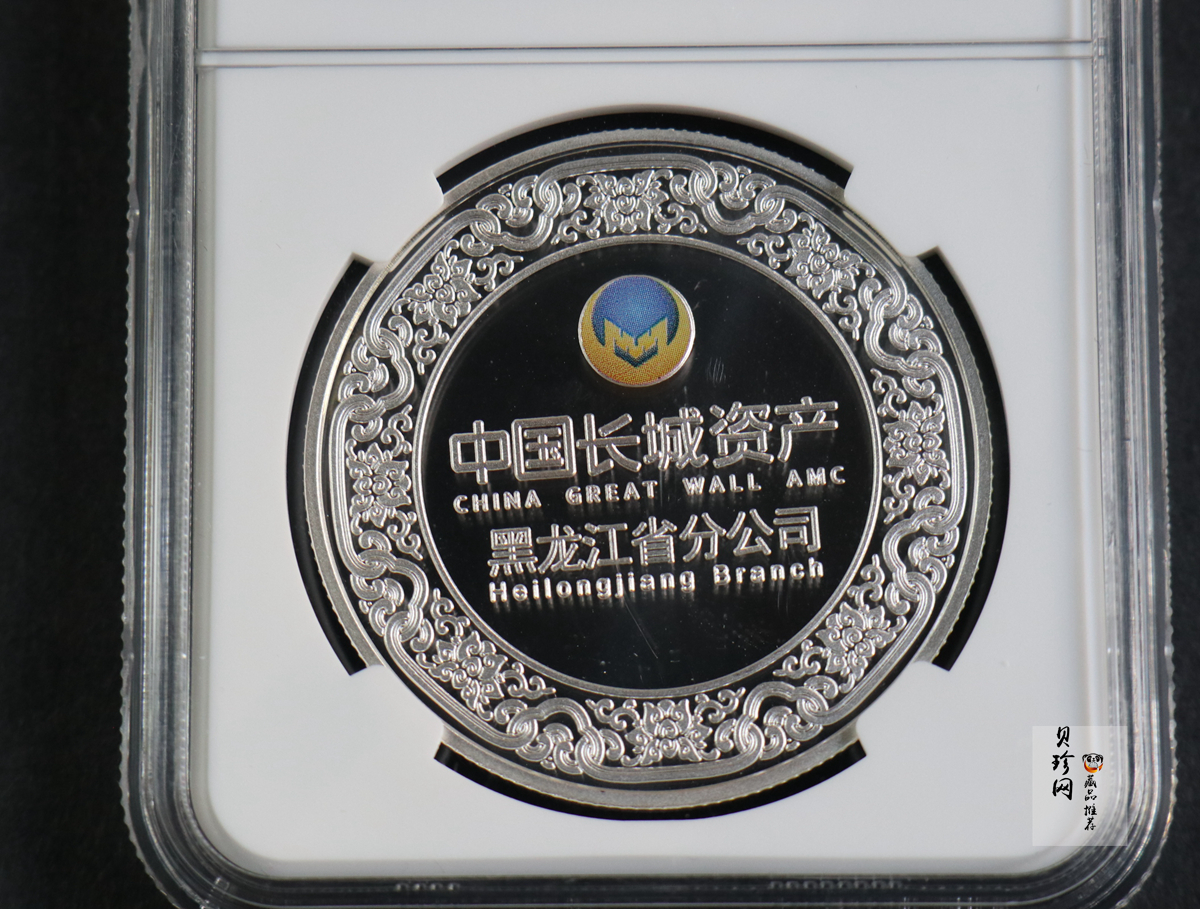 中国长城资产
CHINA GREAT WALL AMC
黑龙江省分公司
Heilongjiang Branch
贝珍网
藏品推荐